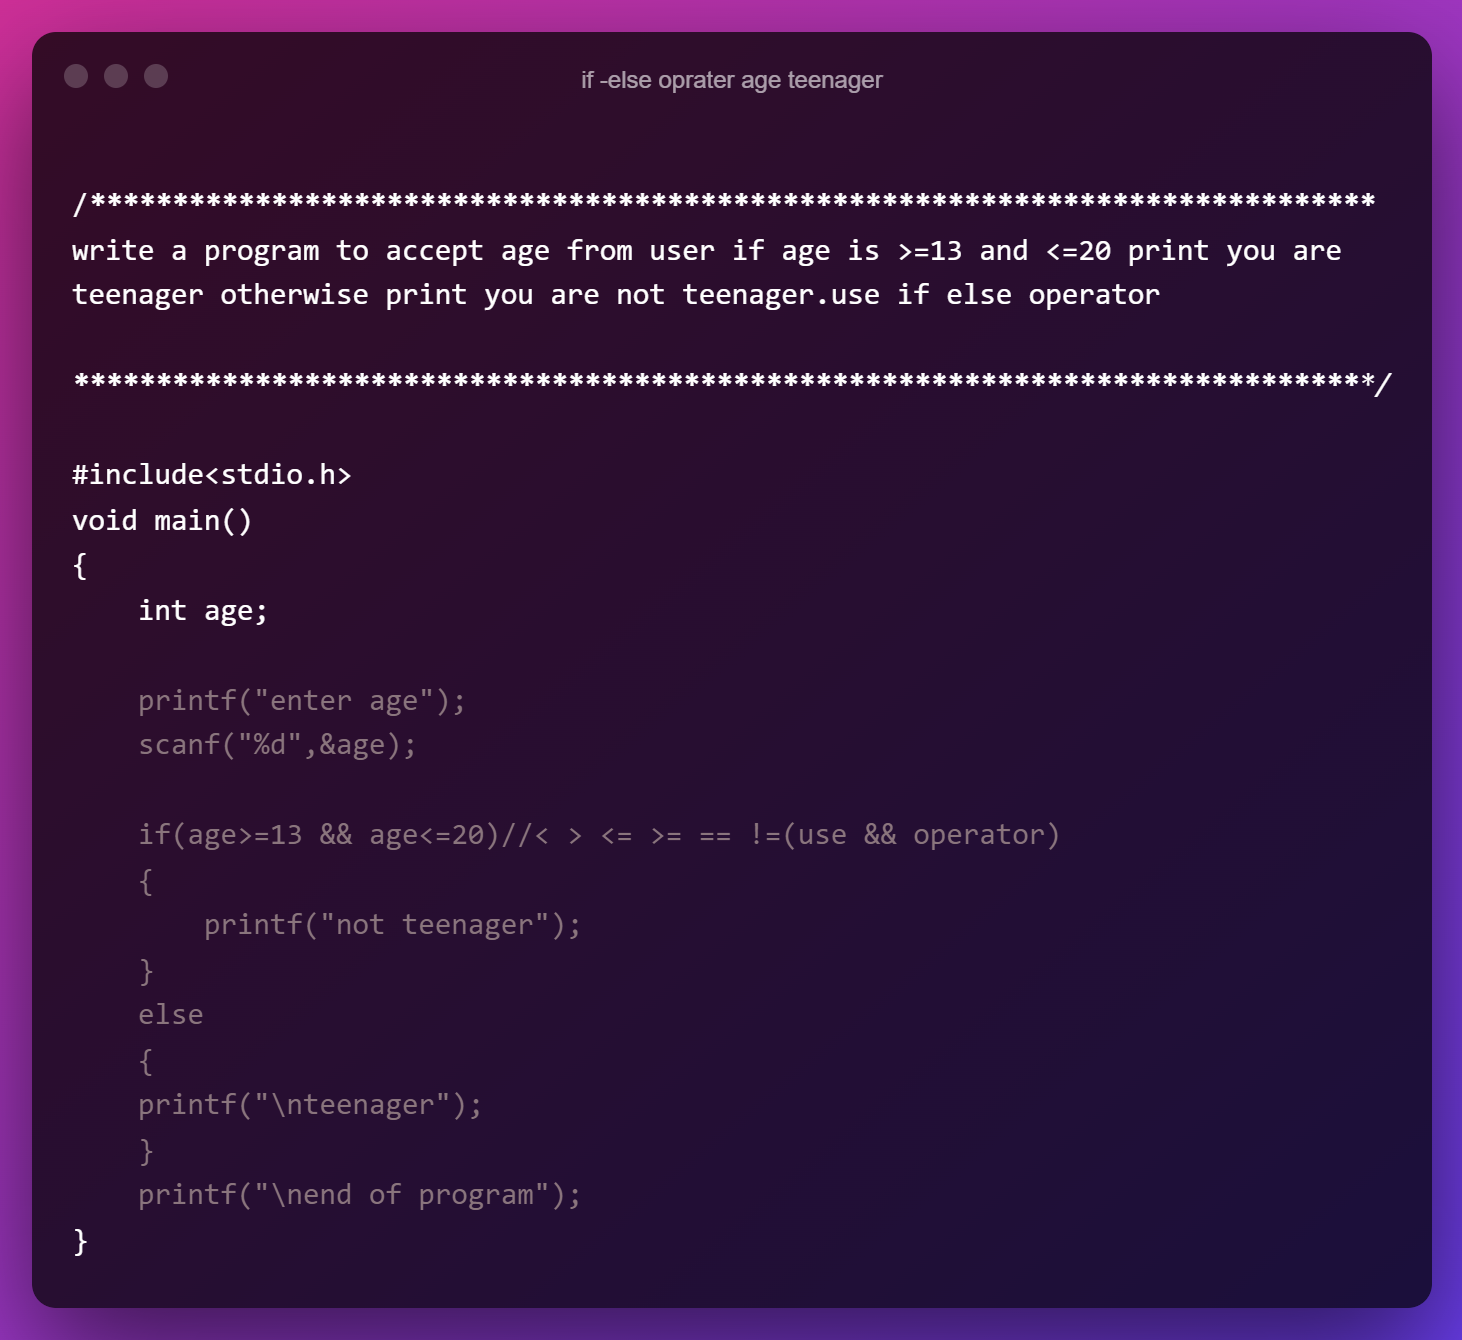 if -else oprater age teenager
/******************************************************************************
write a program to accept age from user if age is >=13 and <=20 print you are
teenager otherwise print you are not teenager.use if else operator
*******************************************************************************/
#include<stdio.h>
void main()
{
    int age;
    printf("enter age");
    scanf("%d",&age);
    if(age>=13 && age<=20)//< > <= >= == !=(use && operator)
    {
        printf("not teenager");
    }
    else
    {
    printf("\nteenager");
    }
    printf("\nend of program");
}